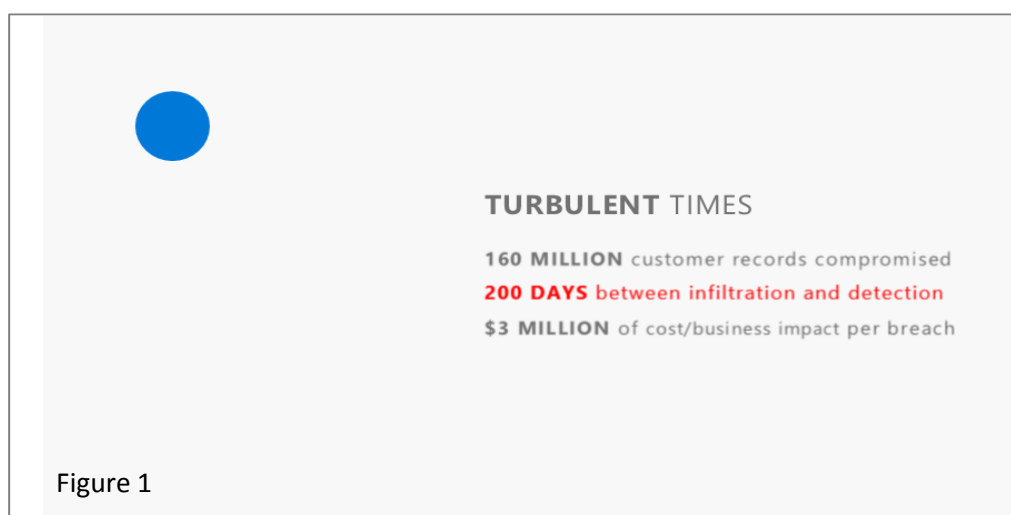 TURBULENT TIMES
160 MILLION customer records compromised
200 DAYS between infiltration and detection
$3 MILLION of cost/business impact per breach
Figure 1